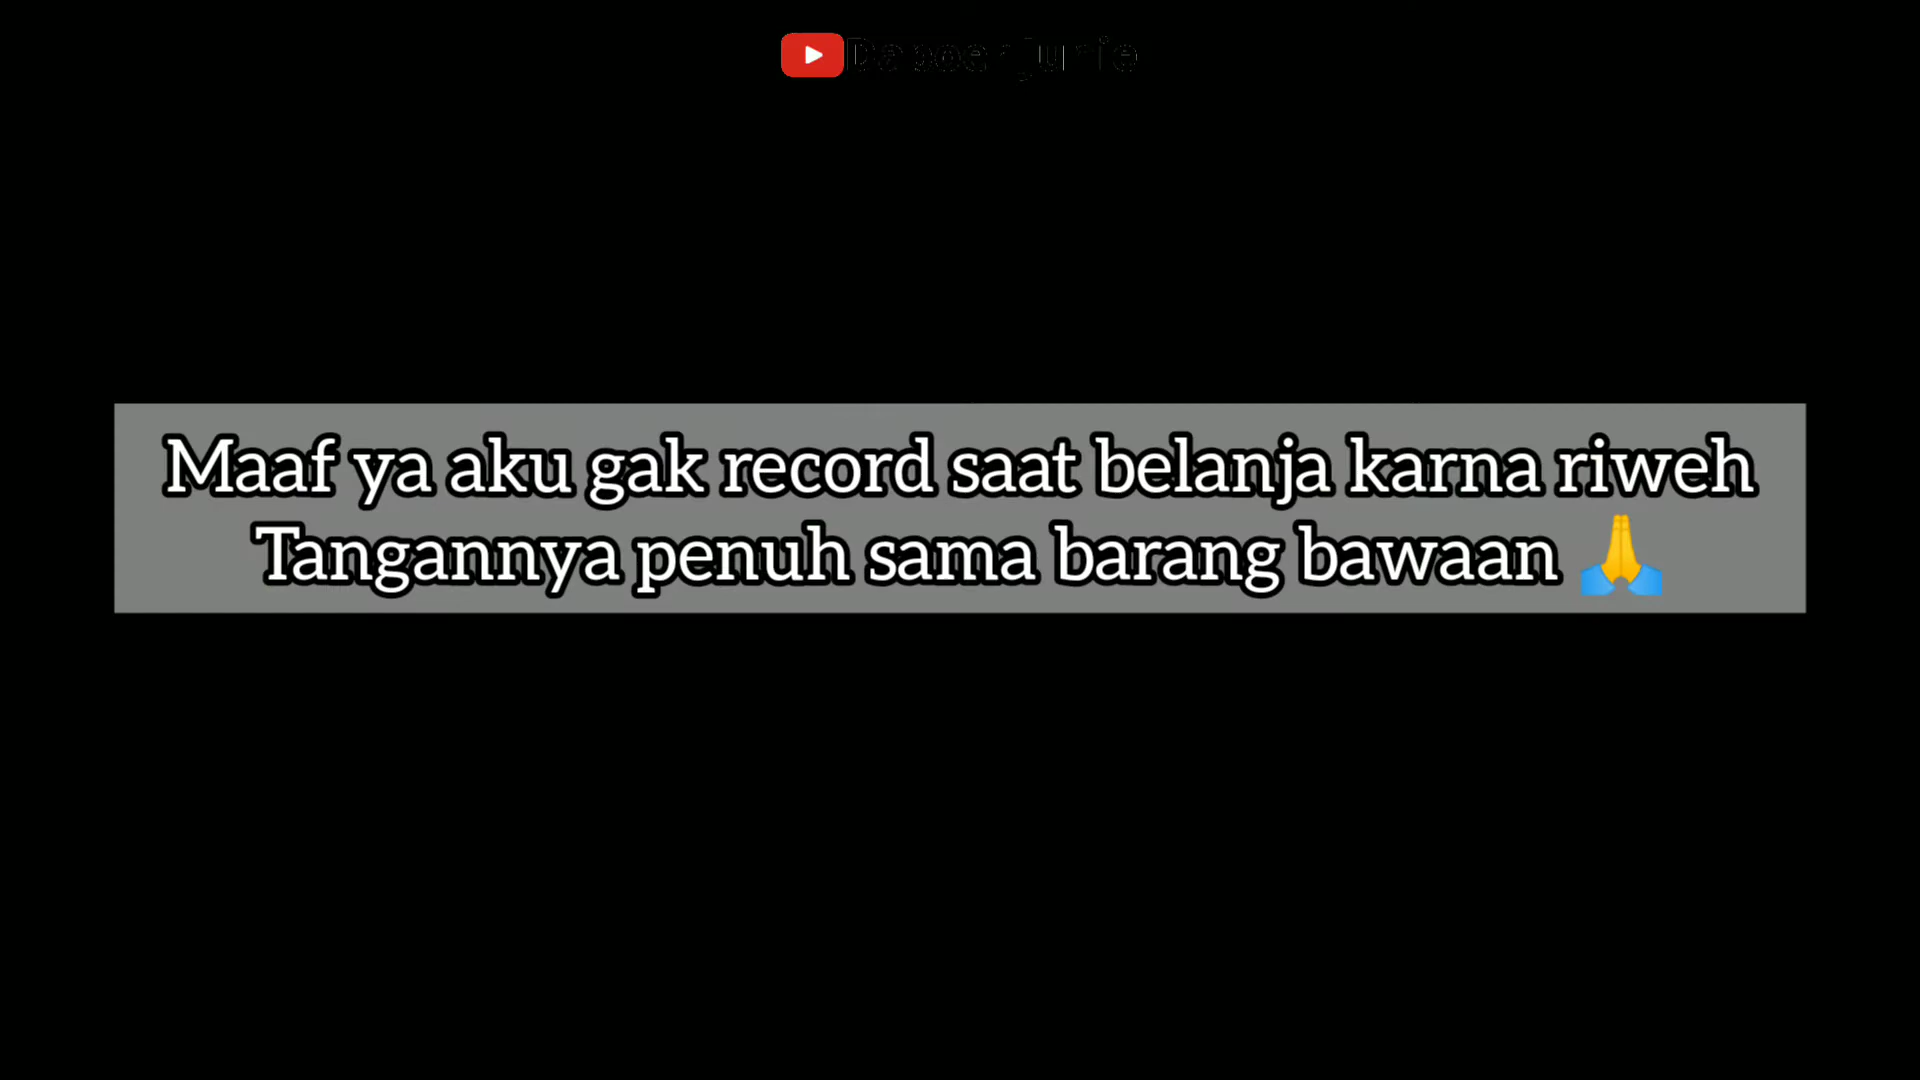 Maaf ya aku gak record saat belanja karna riweh
Tangannya penuh sama barang bawaan 🙏